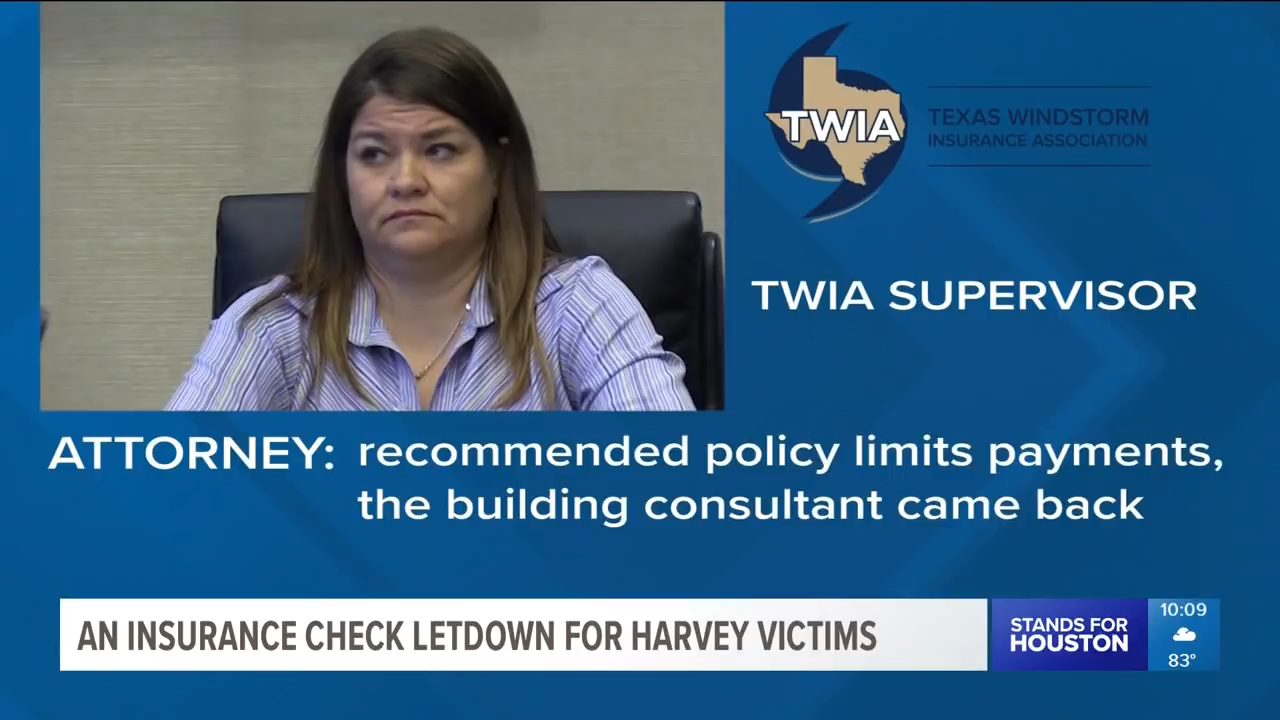 TWIA
TEXAS WINDSTORM
INSURANCE ASSOCIATION
TWIA SUPERVISOR
ATTORNEY: recommended policy limits payments,
the building consultant came back
AN INSURANCE CHECK LETDOWN FOR HARVEY VICTIMS
STANDS FOR
HOUSTON
10:09
83°